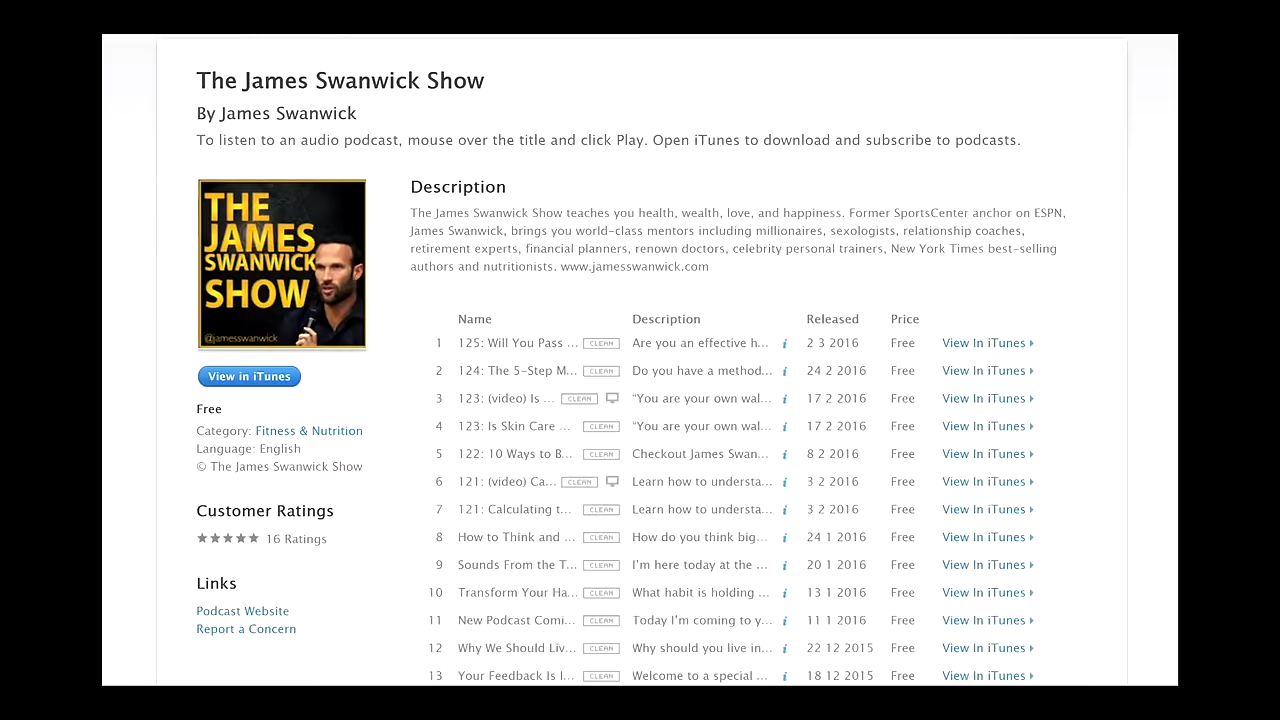 The James Swanwick Show
By James Swanwick
To listen to an audio podcast, mouse over the title and click Play. Open iTunes to download and subscribe to podcasts.
THE
JAMES
SWANWICK
SHOW
@jamesswanwick
View in iTunes
Free
Category: Fitness & Nutrition
Language: English
© The James Swanwick Show
Customer Ratings
16 Ratings
Links
Podcast Website
Report a Concern
Description
The James Swanwick Show teaches you health, wealth, love, and happiness. Former SportsCenter anchor on ESPN,
James Swanwick, brings you world-class mentors including millionaires, sexologists, relationship coaches,
retirement experts, financial planners, renown doctors, celebrity personal trainers, New York Times best-selling
authors and nutritionists. www.jamesswanwick.com
Name Description Released Price
1 125: Will You Pass ... CLEAN Are you an effective h... i 2 3 2016 Free View In iTunes
2 124: The 5-Step M... CLEAN Do you have a method... i 24 2 2016 Free View In iTunes
3 123: (video) Is ... CLEAN "You are your own wal... i 17 2 2016 Free View In iTunes
4 123: Is Skin Care ... CLEAN "You are your own wal... i 17 2 2016 Free View In iTunes
5 122: 10 Ways to B... CLEAN Checkout James Swan... i 8 2 2016 Free View In iTunes
6 121: (video) Ca... CLEAN Learn how to understa... i 3 2 2016 Free View In iTunes
7 121: Calculating t... CLEAN Learn how to understa... i 3 2 2016 Free View In iTunes
8 How to Think and ... CLEAN How do you think big... i 24 1 2016 Free View In iTunes
9 Sounds From the T... CLEAN I'm here today at the ... i 20 1 2016 Free View In iTunes
10 Transform Your Ha... CLEAN What habit is holding ... i 13 1 2016 Free View In iTunes
11 New Podcast Comi... CLEAN Today I'm coming to y... i 11 1 2016 Free View In iTunes
12 Why We Should Liv... CLEAN Why should you live in... i 22 12 2015 Free View In iTunes
13 Your Feedback Is I... CLEAN Welcome to a special ... i 18 12 2015 Free View In iTunes